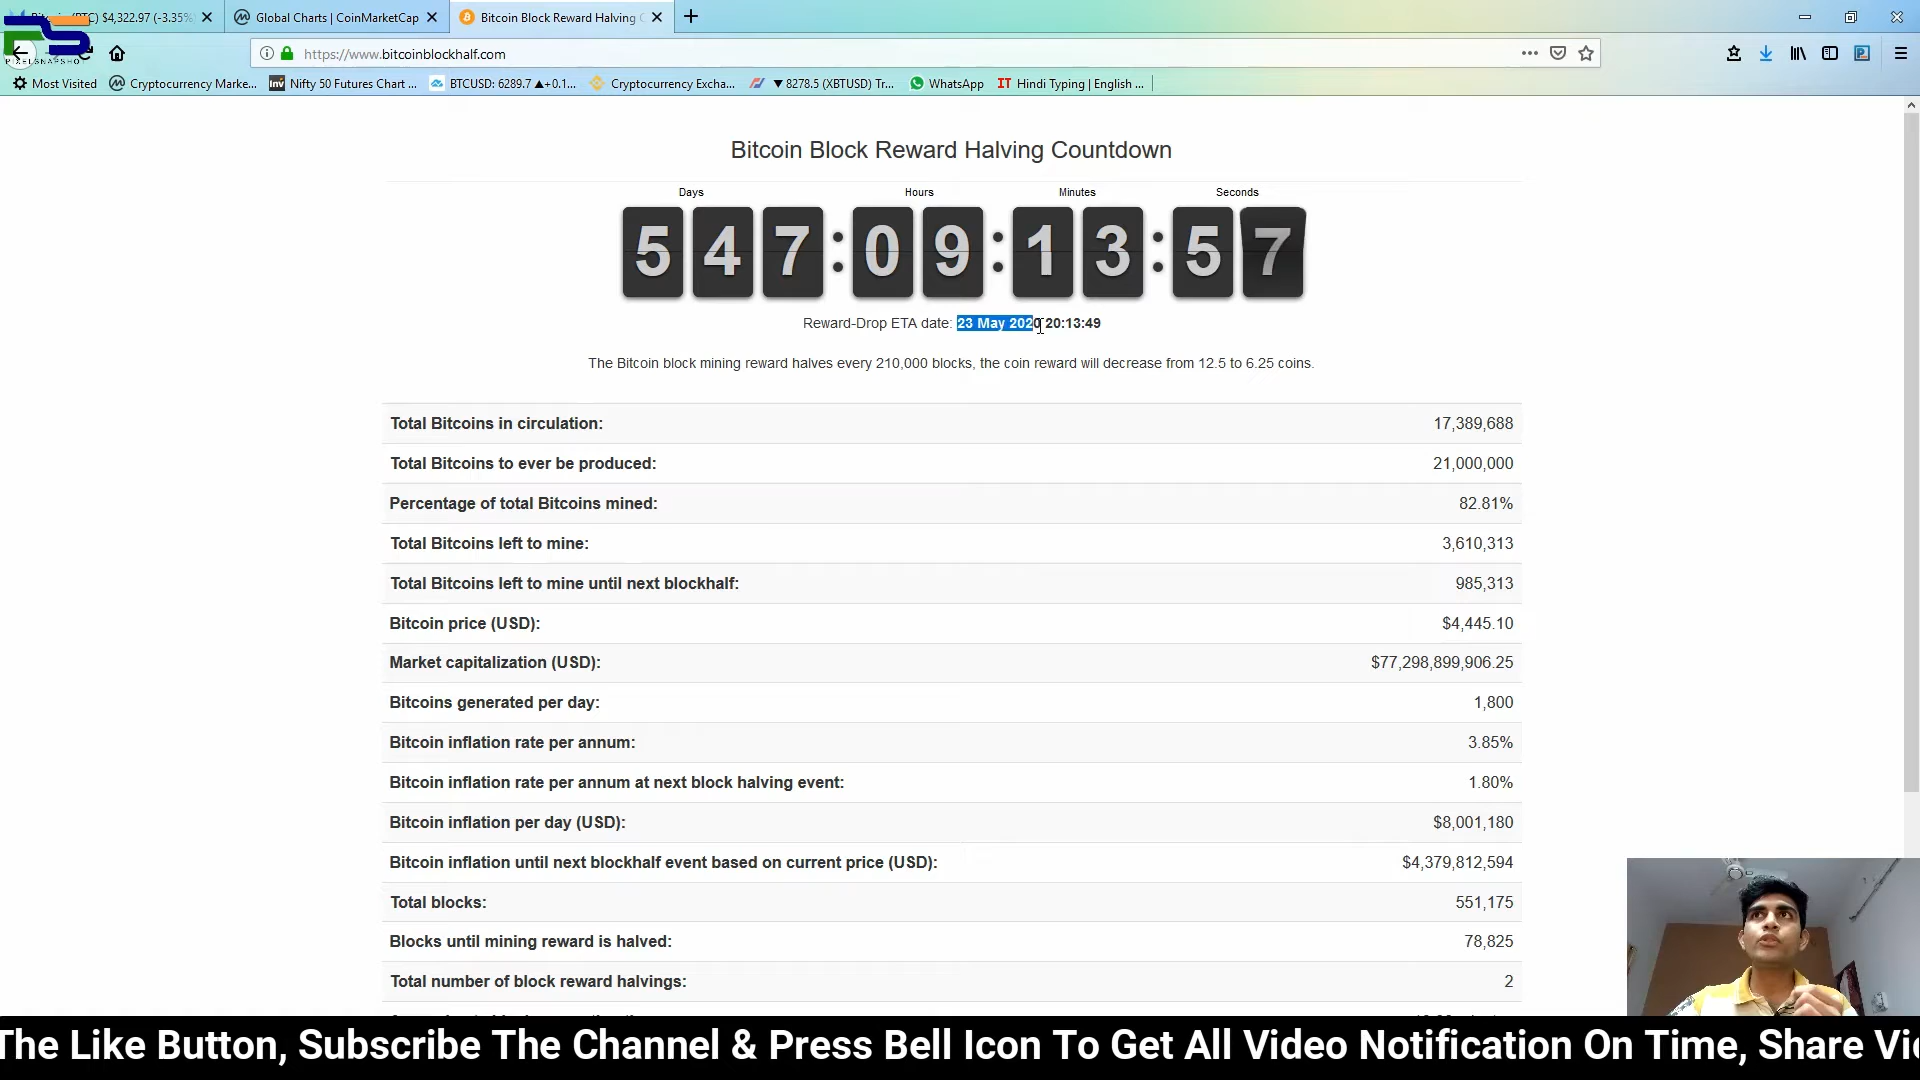 Bitcoin (BTC) $4,322.97 (-3.35%
Global Charts | CoinMarketCap
Bitcoin Block Reward Halving C
PIXELSNAPSHO
https://www.bitcoinblockhalf.com
Most Visited
Cryptocurrency Marke...
Inv
Nifty 50 Futures Chart ...
BTCUSD: 6289.7 ▲+0.1...
Cryptocurrency Excha...
▼ 8278.5 (XBTUSD) Tr...
WhatsApp
IT Hindi Typing | English ...
Bitcoin Block Reward Halving Countdown
Days Hours Minutes Seconds
547:09:13:57
Reward-Drop ETA date: 23 May 2020 20:13:49
The Bitcoin block mining reward halves every 210,000 blocks, the coin reward will decrease from 12.5 to 6.25 coins.
Total Bitcoins in circulation: 17,389,688
Total Bitcoins to ever be produced: 21,000,000
Percentage of total Bitcoins mined: 82.81%
Total Bitcoins left to mine: 3,610,313
Total Bitcoins left to mine until next blockhalf: 985,313
Bitcoin price (USD): $4,445.10
Market capitalization (USD): $77,298,899,906.25
Bitcoins generated per day: 1,800
Bitcoin inflation rate per annum: 3.85%
Bitcoin inflation rate per annum at next block halving event: 1.80%
Bitcoin inflation per day (USD): $8,001,180
Bitcoin inflation until next blockhalf event based on current price (USD): $4,379,812,594
Total blocks: 551,175
Blocks until mining reward is halved: 78,825
Total number of block reward halvings: 2
The Like Button, Subscribe The Channel & Press Bell Icon To Get All Video Notification On Time, Share Vi